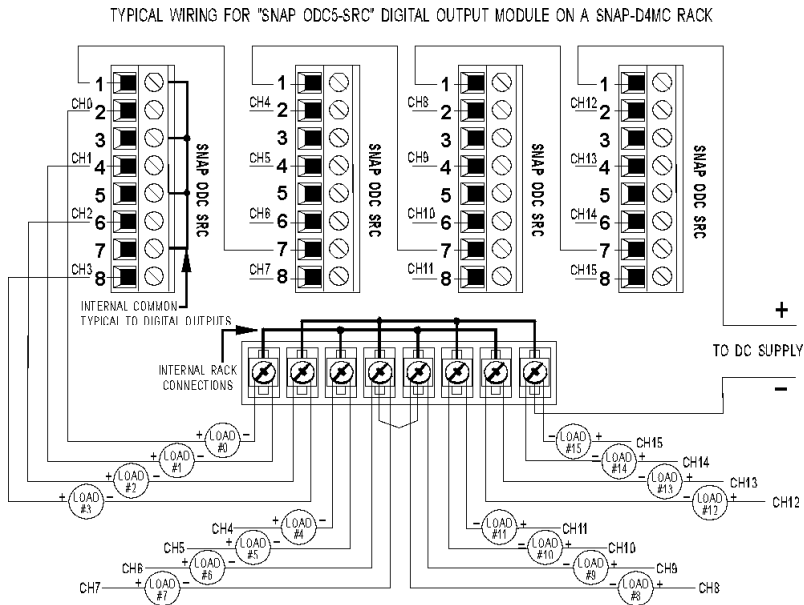 TYPICAL WIRING FOR "SNAP ODC5-SRC" DIGITAL OUTPUT MODULE ON A SNAP-D4MC RACK
1
2
3
4
5
6
7
8
CH0
CH1
CH2
CH3
SNAP ODC SRC
1
2
3
4
5
6
7
8
CH4
CH5
CH6
CH7
SNAP ODC SRC
1
2
3
4
5
6
7
8
CH8
CH9
CH10
CH11
SNAP ODC SRC
1
2
3
4
5
6
7
8
CH12
CH13
CH14
CH15
SNAP ODC SRC
INTERNAL COMMON
TYPICAL TO DIGITAL OUTPUTS
INTERNAL RACK
CONNECTIONS
+
TO DC SUPPLY
-
+ LOAD #0 -
+ LOAD #1 -
+ LOAD #2 -
+ LOAD #3 -
CH4 + LOAD #4 -
CH5 + LOAD #5 -
CH6 + LOAD #6 -
CH7 + LOAD #7 -
- LOAD #15 + CH15
- LOAD #14 + CH14
- LOAD #13 + CH13
- LOAD #12 + CH12
- LOAD #11 + CH11
- LOAD #10 + CH10
- LOAD #9 + CH9
- LOAD #8 + CH8